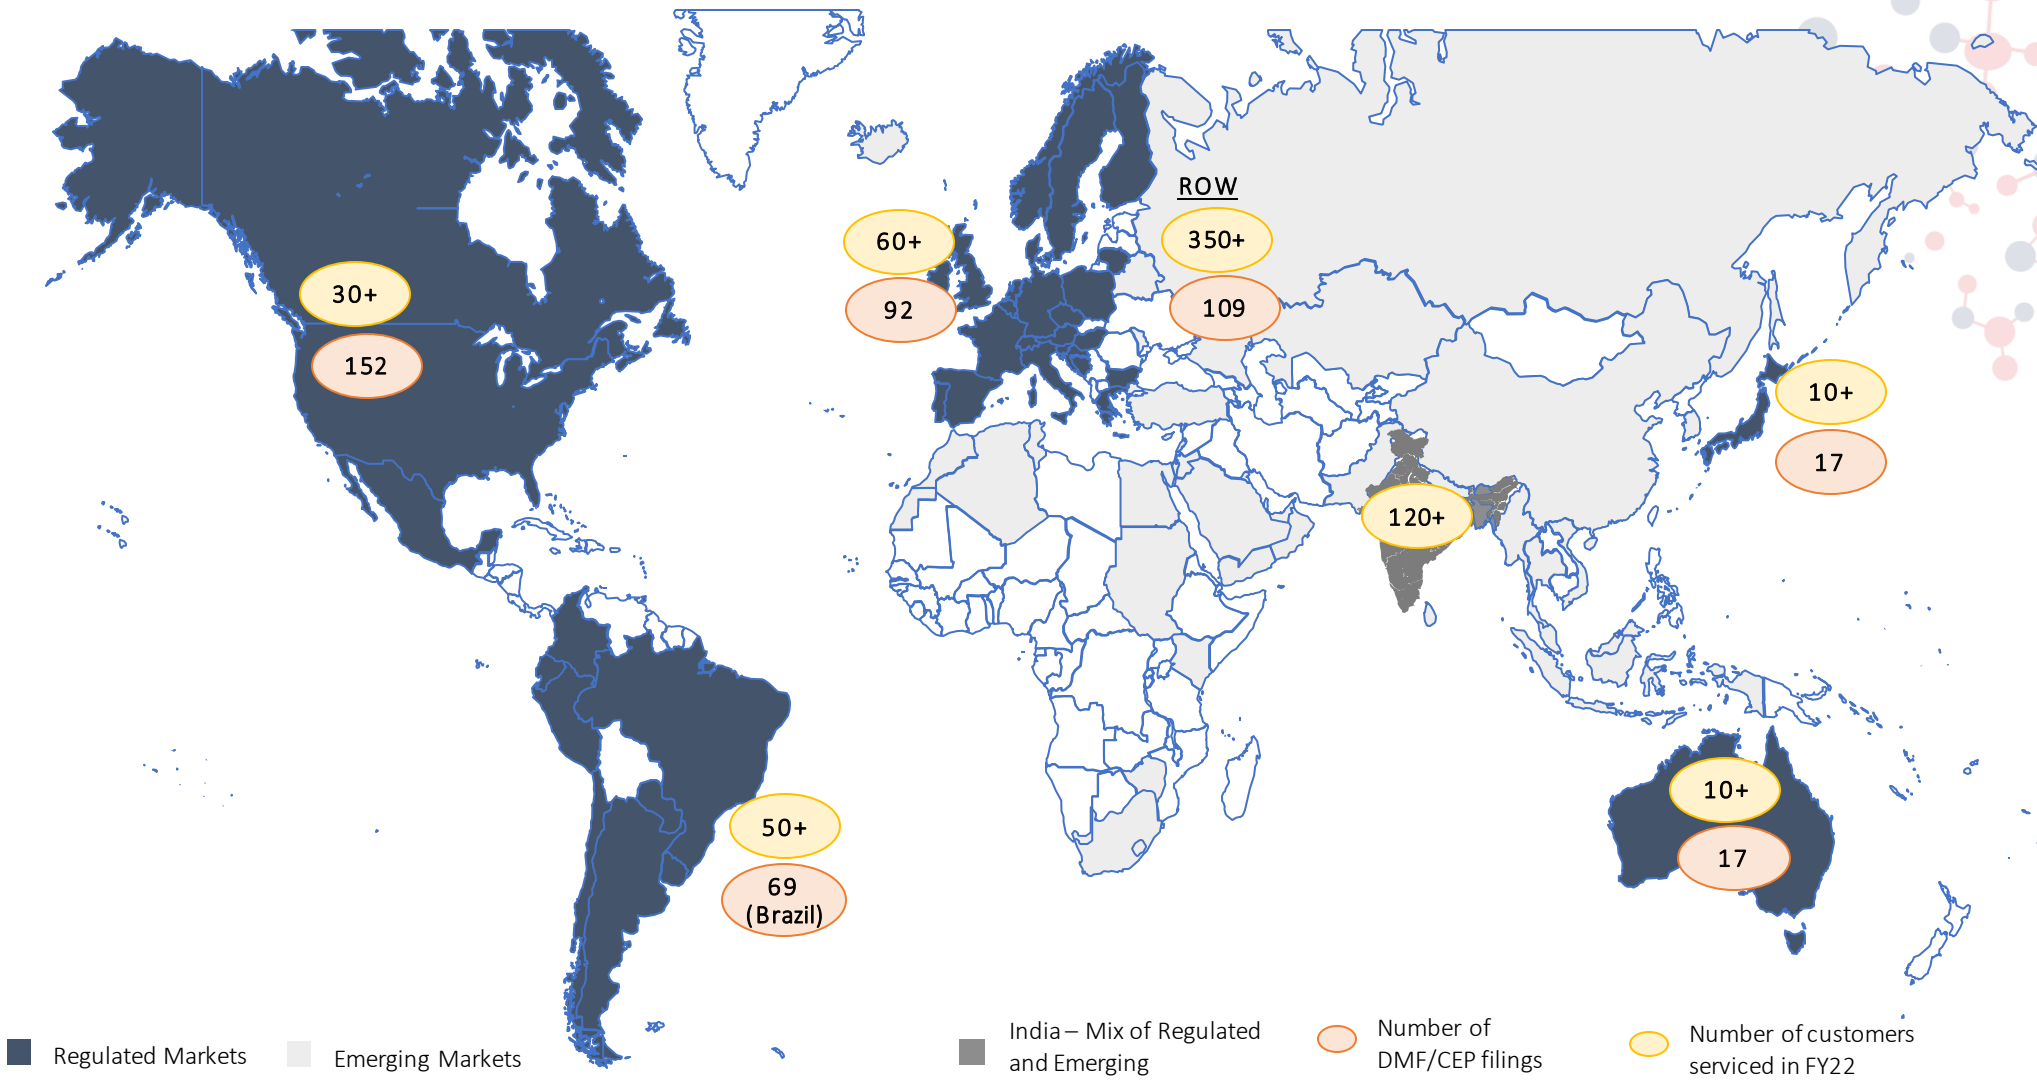 ROW
60+
350+
92
109
30+
152
10+
17
120+
50+
69
(Brazil)
10+
17
Regulated Markets
Emerging Markets
India – Mix of Regulated
and Emerging
Number of
DMF/CEP filings
Number of customers
serviced in FY22